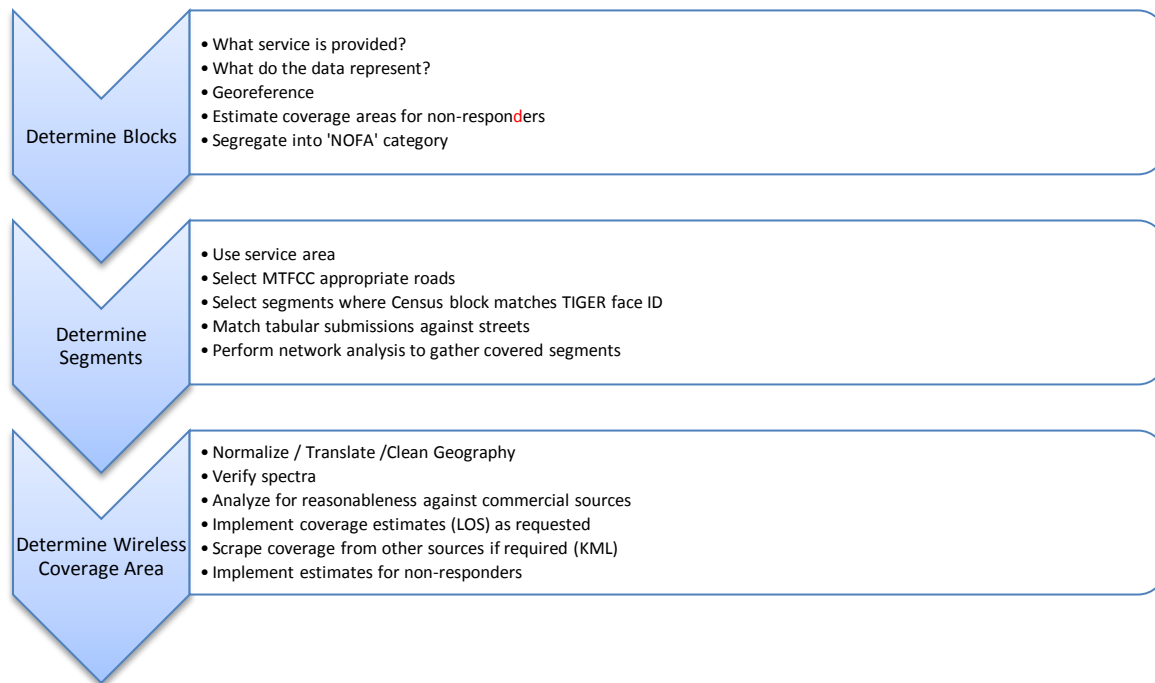 Determine Blocks
• What service is provided?
• What do the data represent?
• Georeference
• Estimate coverage areas for non-responders
• Segregate into 'NOFA' category
Determine
Segments
• Use service area
• Select MTFCC appropriate roads
• Select segments where Census block matches TIGER face ID
• Match tabular submissions against streets
• Perform network analysis to gather covered segments
Determine Wireless
Coverage Area
• Normalize / Translate /Clean Geography
• Verify spectra
• Analyze for reasonableness against commercial sources
• Implement coverage estimates (LOS) as requested
• Scrape coverage from other sources if required (KML)
• Implement estimates for non-responders